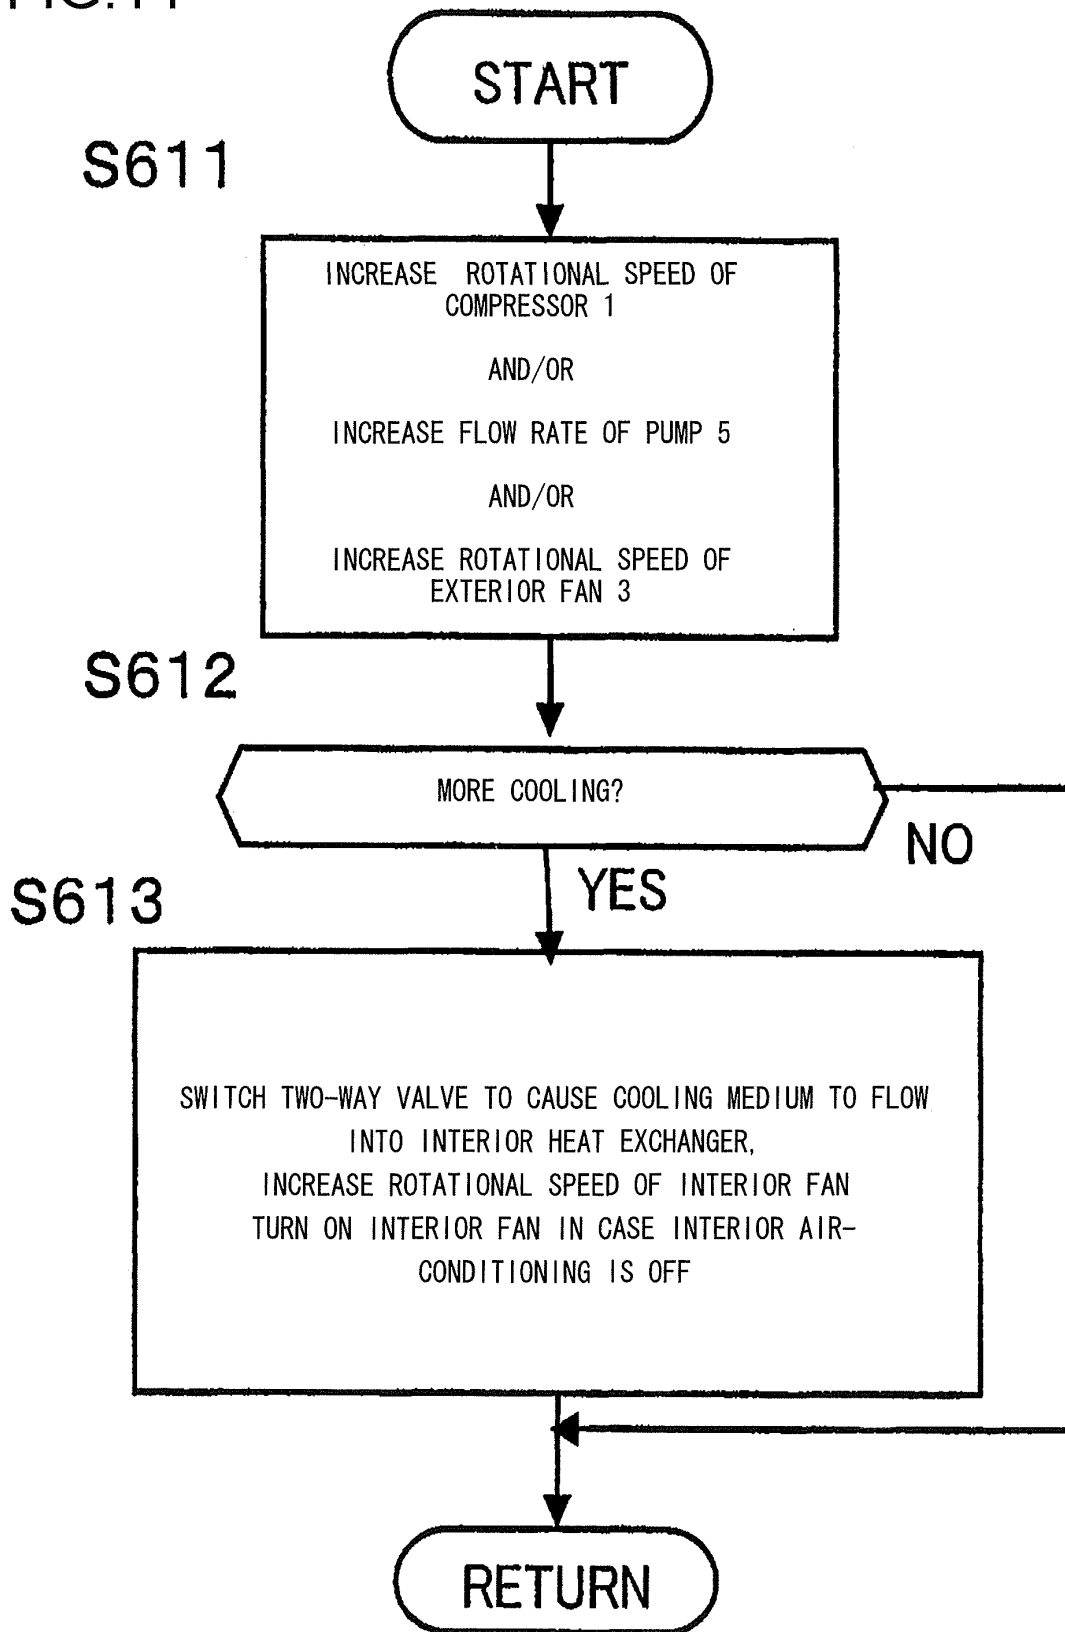 START
S611
INCREASE ROTATIONAL SPEED OF
COMPRESSOR 1
AND/OR
INCREASE FLOW RATE OF PUMP 5
AND/OR
INCREASE ROTATIONAL SPEED OF
EXTERIOR FAN 3
S612
MORE COOLING?
NO
YES
S613
SWITCH TWO-WAY VALVE TO CAUSE COOLING MEDIUM TO FLOW
INTO INTERIOR HEAT EXCHANGER,
INCREASE ROTATIONAL SPEED OF INTERIOR FAN
TURN ON INTERIOR FAN IN CASE INTERIOR AIR-
CONDITIONING IS OFF
RETURN